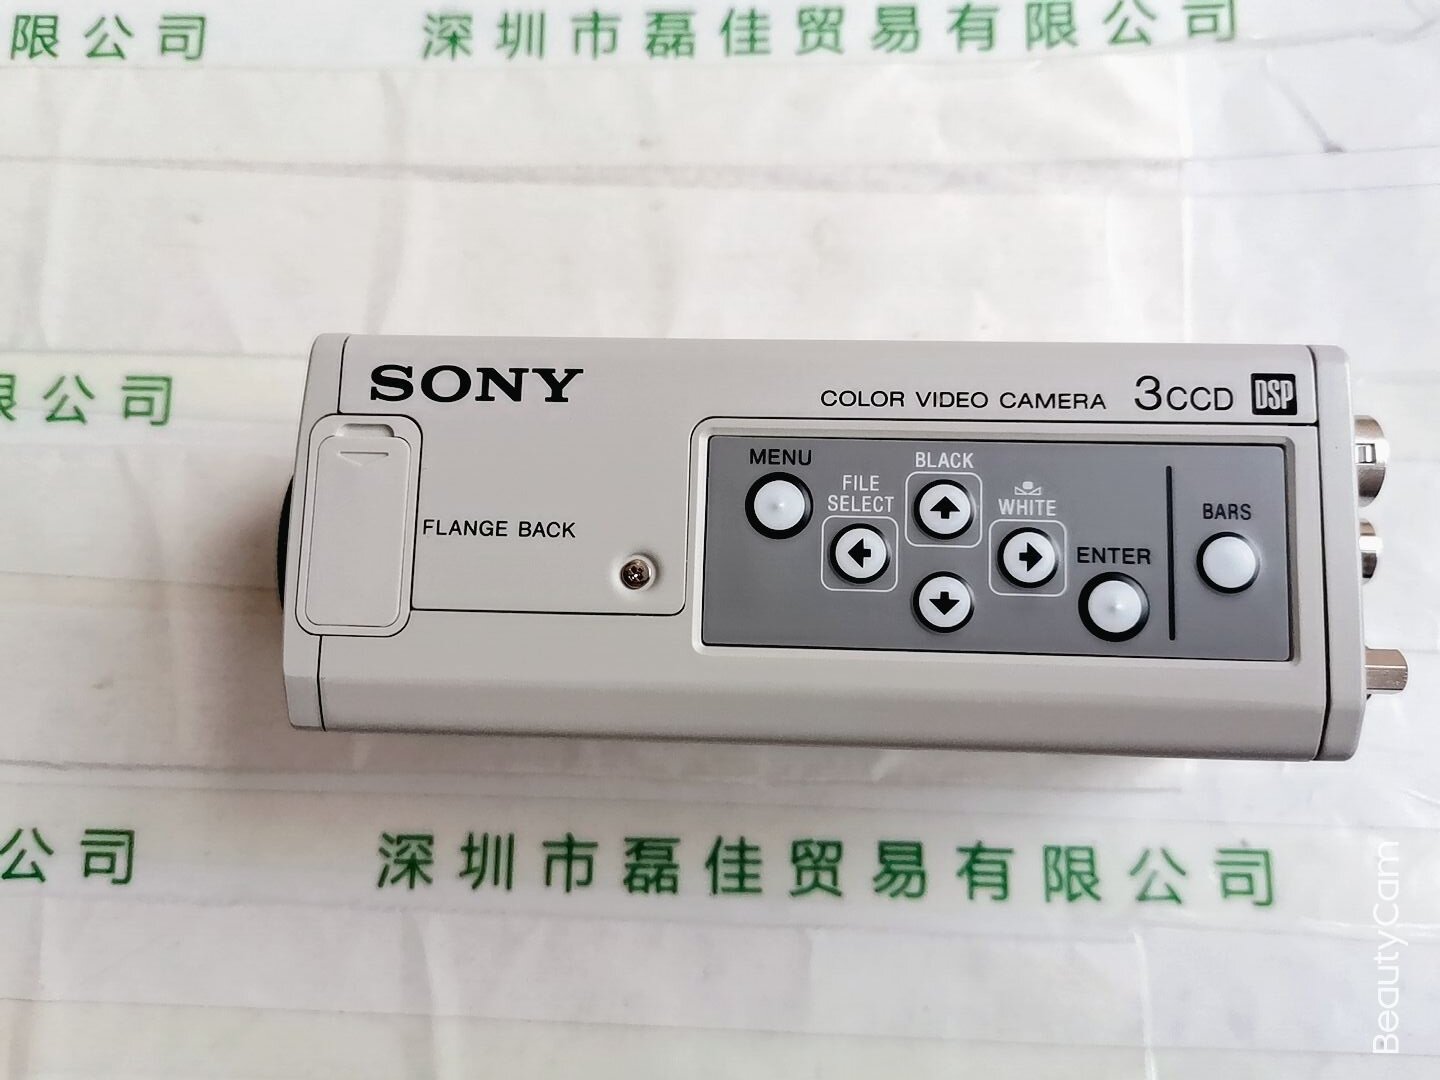 限公司
深圳市磊佳贸易有限公司
SONY
COLOR VIDEO CAMERA 3CCD DSP
MENU
BLACK
FILE
SELECT
WHITE
BARS
FLANGE BACK
ENTER
限公司
公司
深圳市磊佳贸易有限公司
BeautyCam